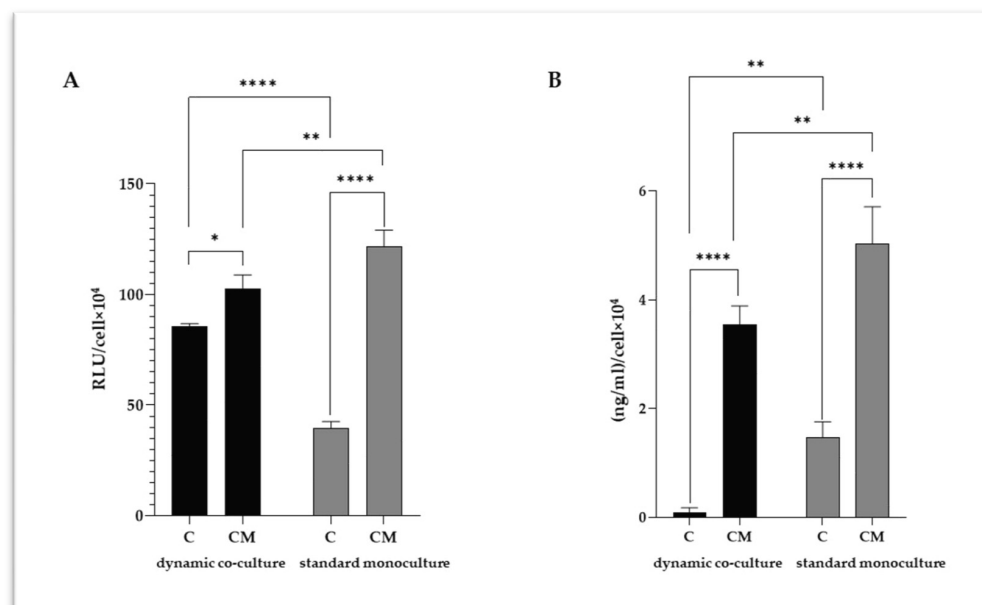 A
****
**
150
****
*
100
RLU/cell×10⁴
50
0
C CM C CM
dynamic co-culture standard monoculture
B
**
**
6
****
****
4
(ng/ml)/cell×10⁴
2
0
C CM C CM
dynamic co-culture standard monoculture